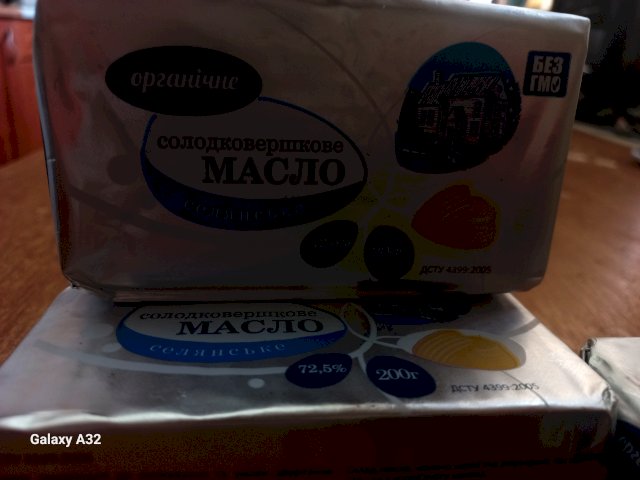 органічне
БЕЗ
ГМО
солодковершкове
МАСЛО
селянське
ДСТУ 4399:2005
солодковершкове
МАСЛО
селянське
72,5%
200г
ДСТУ 4399:2005
Galaxy A32